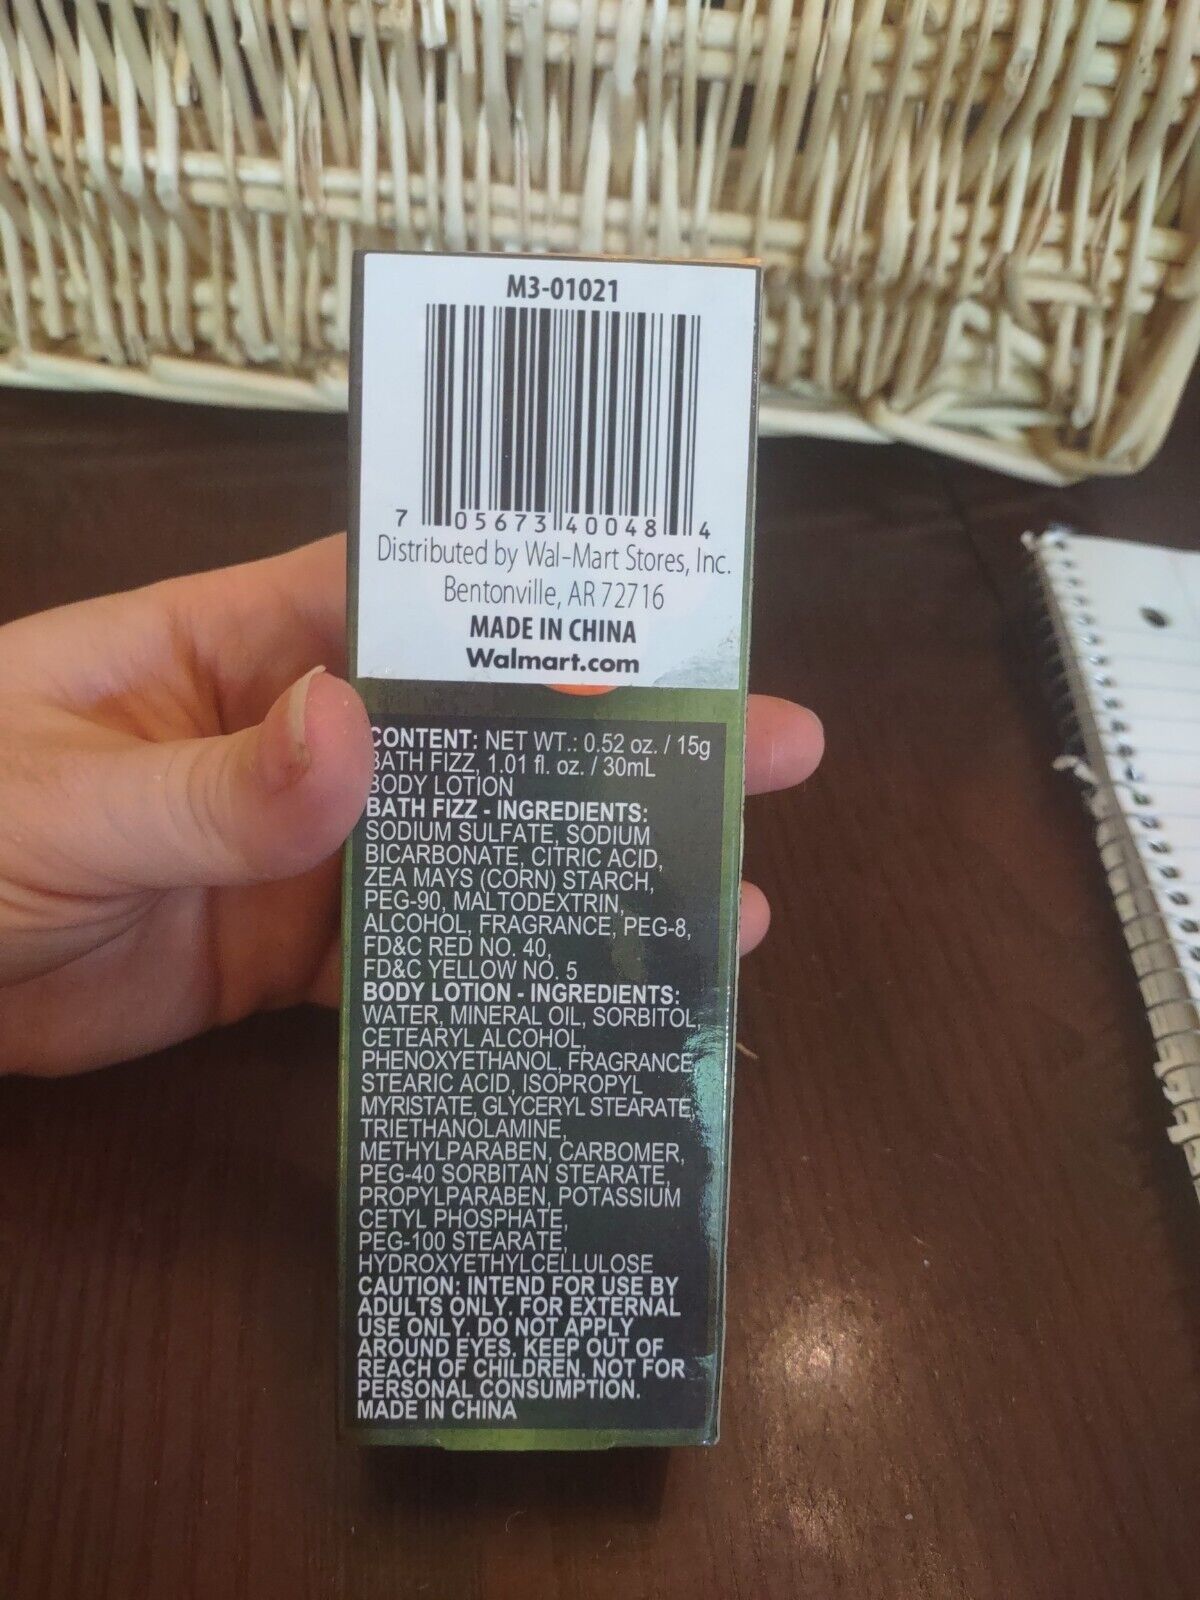 M3-01021
7 05673 40048 4
Distributed by Wal-Mart Stores, Inc.
Bentonville, AR 72716
MADE IN CHINA
Walmart.com
CONTENT: NET WT.: 0.52 oz. / 15g
BATH FIZZ, 1.01 fl. oz. / 30mL
BODY LOTION
BATH FIZZ - INGREDIENTS:
SODIUM SULFATE, SODIUM
BICARBONATE, CITRIC ACID,
ZEA MAYS (CORN) STARCH,
PEG-90, MALTODEXTRIN,
ALCOHOL, FRAGRANCE, PEG-8,
FD&C RED NO. 40,
FD&C YELLOW NO. 5
BODY LOTION - INGREDIENTS:
WATER, MINERAL OIL, SORBITOL,
CETEARYL ALCOHOL,
PHENOXYETHANOL, FRAGRANCE,
STEARIC ACID, ISOPROPYL
MYRISTATE, GLYCERYL STEARATE,
TRIETHANOLAMINE,
METHYLPARABEN, CARBOMER,
PEG-40 SORBITAN STEARATE,
PROPYLPARABEN, POTASSIUM
CETYL PHOSPHATE,
PEG-100 STEARATE,
HYDROXYETHYLCELLULOSE
CAUTION: INTEND FOR USE BY
ADULTS ONLY. FOR EXTERNAL
USE ONLY. DO NOT APPLY
AROUND EYES. KEEP OUT OF
REACH OF CHILDREN. NOT FOR
PERSONAL CONSUMPTION.
MADE IN CHINA